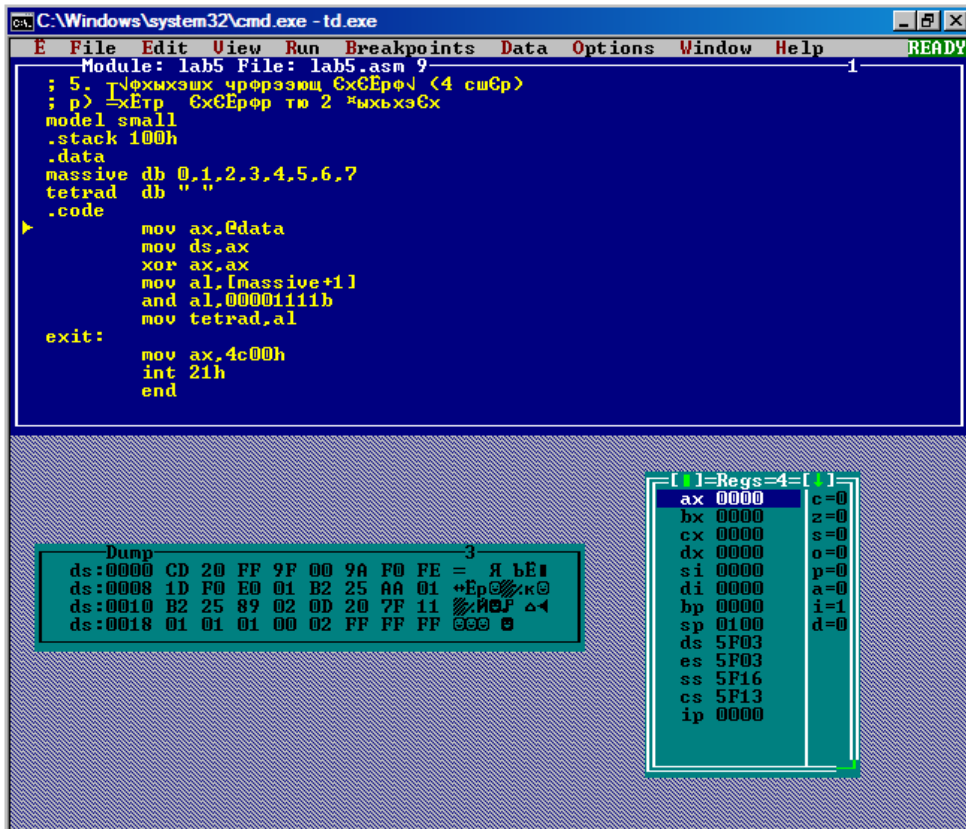 C:\Windows\system32\cmd.exe - td.exe
Ë File Edit View Run Breakpoints Data Options Window Help READY
Module: lab5 File: lab5.asm 9 1
; 5. (4 сшЄр)
; р) тю 2
model small
.stack 100h
.data
massive db 0,1,2,3,4,5,6,7
tetrad db " "
.code
mov ax,@data
mov ds,ax
xor ax,ax
mov al,[massive+1]
and al,00001111b
mov tetrad,al
exit:
mov ax,4c00h
int 21h
end
[■]=Regs=4=[↓]
ax 0000 c=0
bx 0000 z=0
cx 0000 s=0
dx 0000 o=0
si 0000 p=0
di 0000 a=0
bp 0000 i=1
sp 0100 d=0
ds 5F03
es 5F03
ss 5F16
cs 5F13
ip 0000
Dump 3
ds:0000 CD 20 FF 9F 00 9A F0 FE = Я ЪЁ■
ds:0008 1D F0 E0 01 B2 25 AA 01 ↔Ёр☺▓%к☺
ds:0010 B2 25 89 02 0D 20 7F 11 ▓%Й☻♪ ⌂◄
ds:0018 01 01 01 00 02 FF FF FF ☺☺☺ ☻